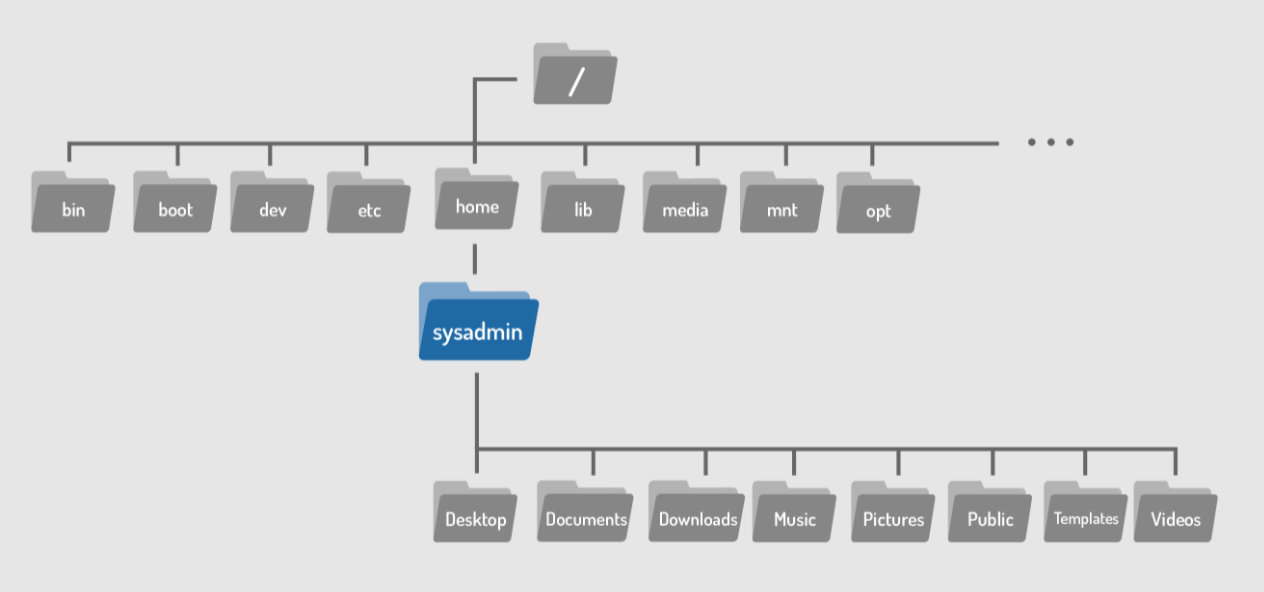 /
bin
boot
dev
etc
home
lib
media
mnt
opt
sysadmin
Desktop
Documents
Downloads
Music
Pictures
Public
Templates
Videos